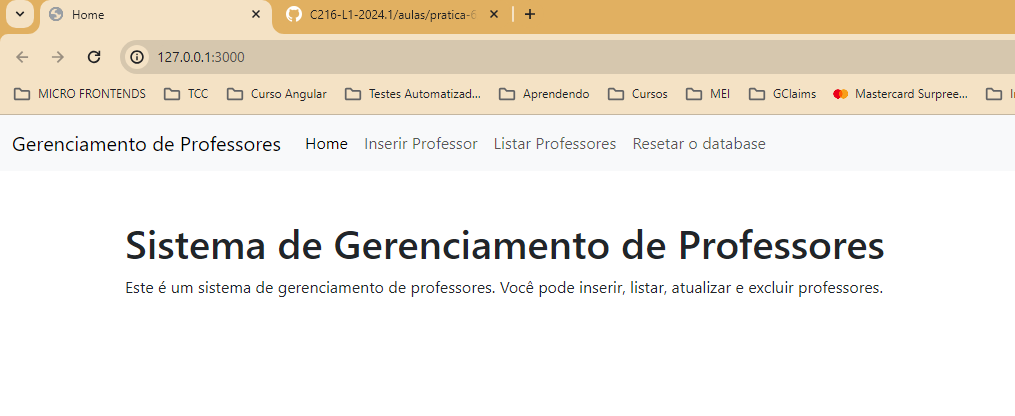 Home
C216-L1-2024.1/aulas/pratica-6
127.0.0.1:3000
MICRO FRONTENDS TCC Curso Angular Testes Automatizad... Aprendendo Cursos MEI GClaims Mastercard Surpree...
Gerenciamento de Professores Home Inserir Professor Listar Professores Resetar o database
Sistema de Gerenciamento de Professores
Este é um sistema de gerenciamento de professores. Você pode inserir, listar, atualizar e excluir professores.